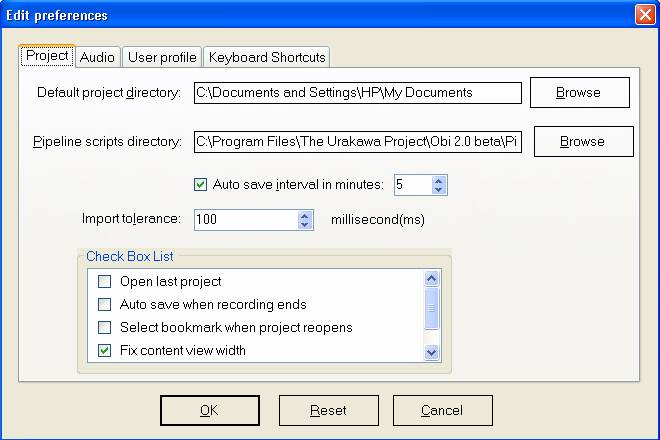 Edit preferences
Project Audio User profile Keyboard Shortcuts
Default project directory: C:\Documents and Settings\HP\My Documents Browse
Pipeline scripts directory: C:\Program Files\The Urakawa Project\Obi 2.0 beta\Pi Browse
Auto save interval in minutes: 5
Import tolerance: 100 millisecond(ms)
Check Box List
Open last project
Auto save when recording ends
Select bookmark when project reopens
Fix content view width
OK Reset Cancel